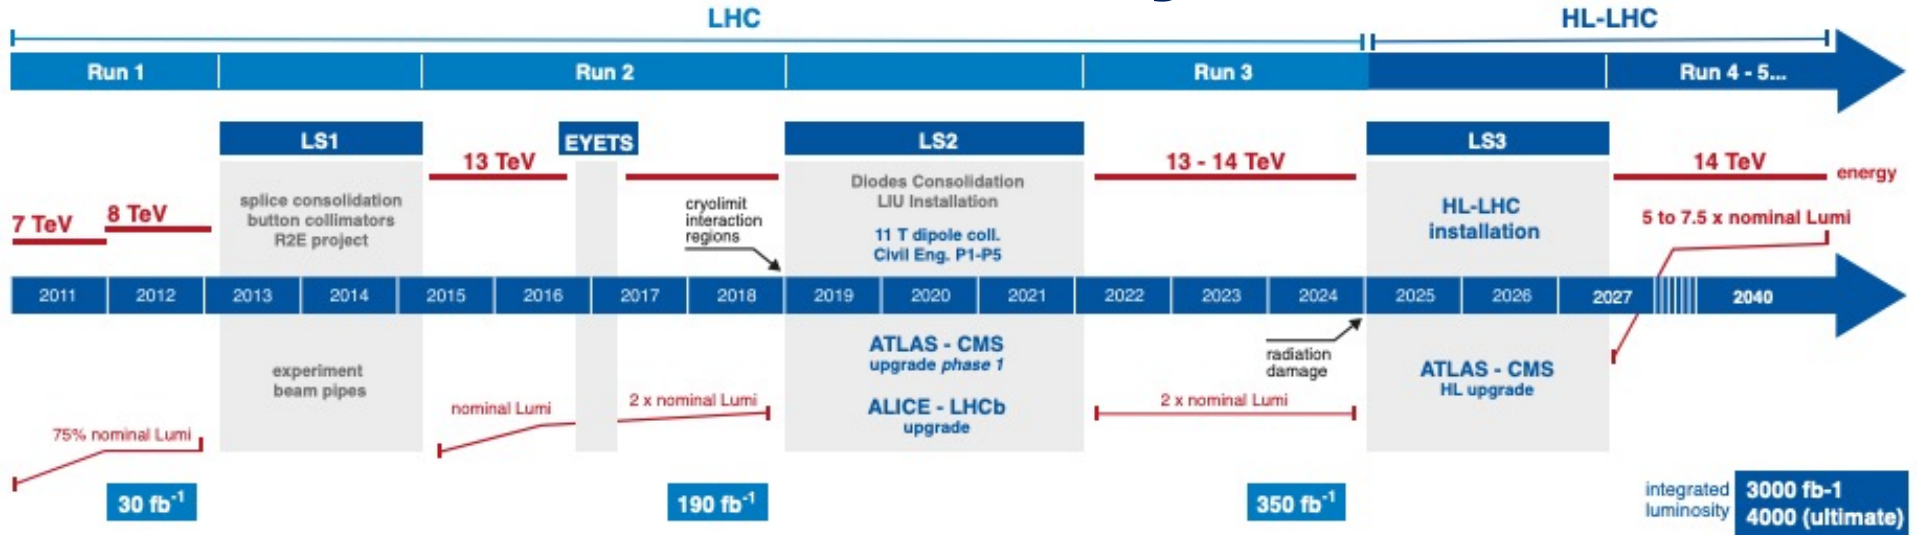 LHC
HL-LHC
Run 1
Run 2
Run 3
Run 4 - 5...
LS1
EYETS
LS2
LS3
13 TeV
13 - 14 TeV
14 TeV
energy
7 TeV
8 TeV
splice consolidation
button collimators
R2E project
cryolimit
interaction
regions
Diodes Consolidation
LIU Installation
11 T dipole coll.
Civil Eng. P1-P5
HL-LHC
installation
5 to 7.5 x nominal Lumi
2011
2012
2013
2014
2015
2016
2017
2018
2019
2020
2021
2022
2023
2024
2025
2026
2027
2040
experiment
beam pipes
ATLAS - CMS
upgrade phase 1
ALICE - LHCb
upgrade
radiation
damage
ATLAS - CMS
HL upgrade
75% nominal Lumi
nominal Lumi
2 x nominal Lumi
2 x nominal Lumi
30 fb-1
190 fb-1
350 fb-1
integrated
luminosity
3000 fb-1
4000 (ultimate)